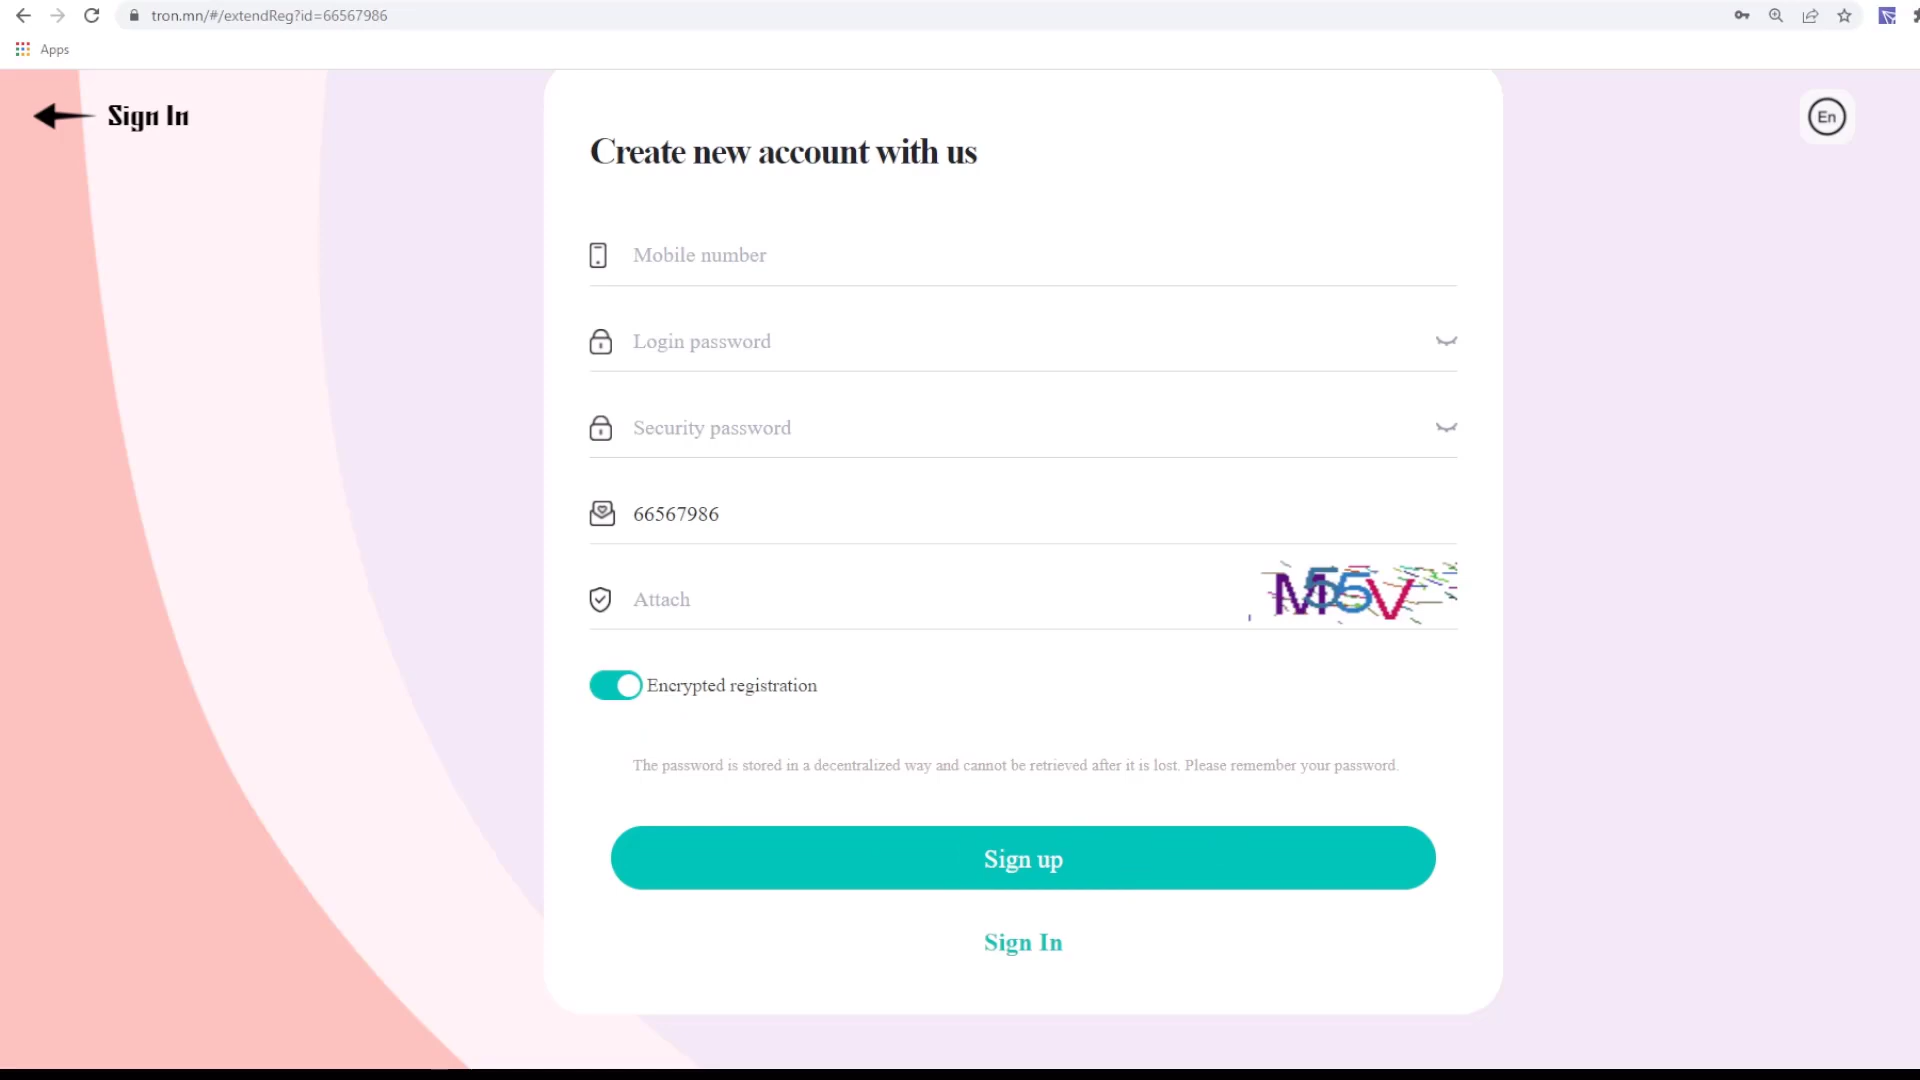 tron.mn/#/extendReg?id=66567986
Apps
Sign In
En
Create new account with us
Mobile number
Login password
Security password
66567986
Attach
M55V
Encrypted registration
The password is stored in a decentralized way and cannot be retrieved after it is lost. Please remember your password.
Sign up
Sign In